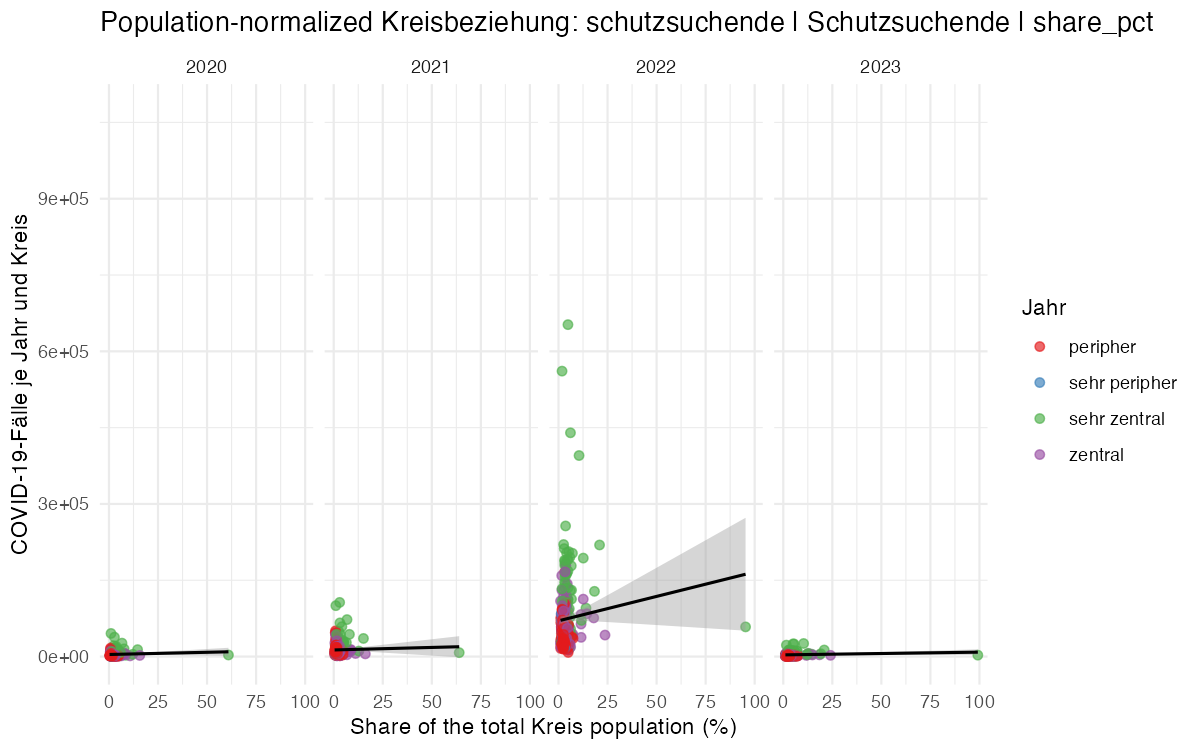 Population-normalized Kreisbeziehung: schutzsuchende | Schutzsuchende | share_pct
2020 2021 2022 2023
9e+05
6e+05
3e+05
0e+00
COVID-19-Fälle je Jahr und Kreis
0 25 50 75 100 0 25 50 75 100 0 25 50 75 100 0 25 50 75 100
Share of the total Kreis population (%)
Jahr
peripher
sehr peripher
sehr zentral
zentral